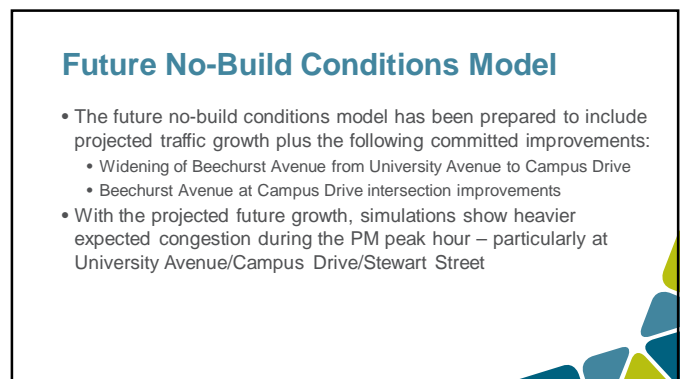 Future No-Build Conditions Model
• The future no-build conditions model has been prepared to include
projected traffic growth plus the following committed improvements:
• Widening of Beechurst Avenue from University Avenue to Campus Drive
• Beechurst Avenue at Campus Drive intersection improvements
• With the projected future growth, simulations show heavier
expected congestion during the PM peak hour – particularly at
University Avenue/Campus Drive/Stewart Street